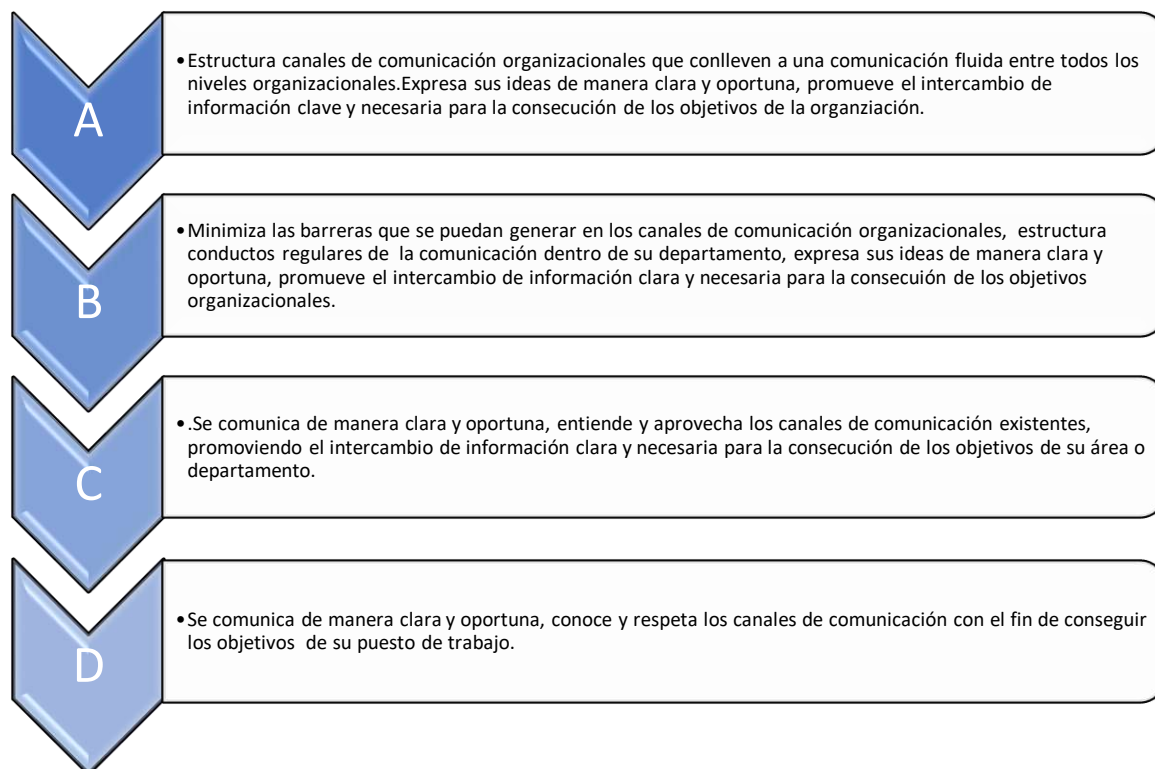 A
•Estructura canales de comunicación organizacionales que conlleven a una comunicación fluida entre todos los
niveles organizacionales.Expresa sus ideas de manera clara y oportuna, promueve el intercambio de
información clave y necesaria para la consecución de los objetivos de la organziación.
B
•Minimiza las barreras que se puedan generar en los canales de comunicación organizacionales, estructura
conductos regulares de la comunicación dentro de su departamento, expresa sus ideas de manera clara y
oportuna, promueve el intercambio de información clara y necesaria para la consecuión de los objetivos
organizacionales.
C
•.Se comunica de manera clara y oportuna, entiende y aprovecha los canales de comunicación existentes,
promoviendo el intercambio de información clara y necesaria para la consecución de los objetivos de su área o
departamento.
D
•Se comunica de manera clara y oportuna, conoce y respeta los canales de comunicación con el fin de conseguir
los objetivos de su puesto de trabajo.